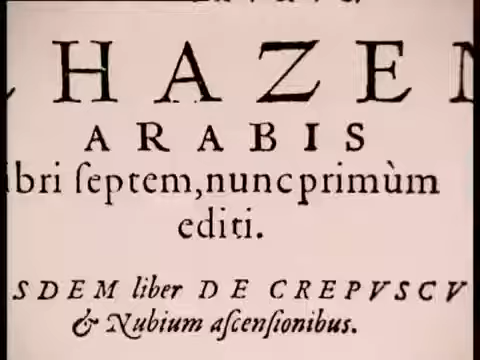 HAZEN
ARABIS
ibri ſeptem, nunc primùm
editi.
SDEM liber DE CREPVSCV
& Nubium aſcenſionibus.